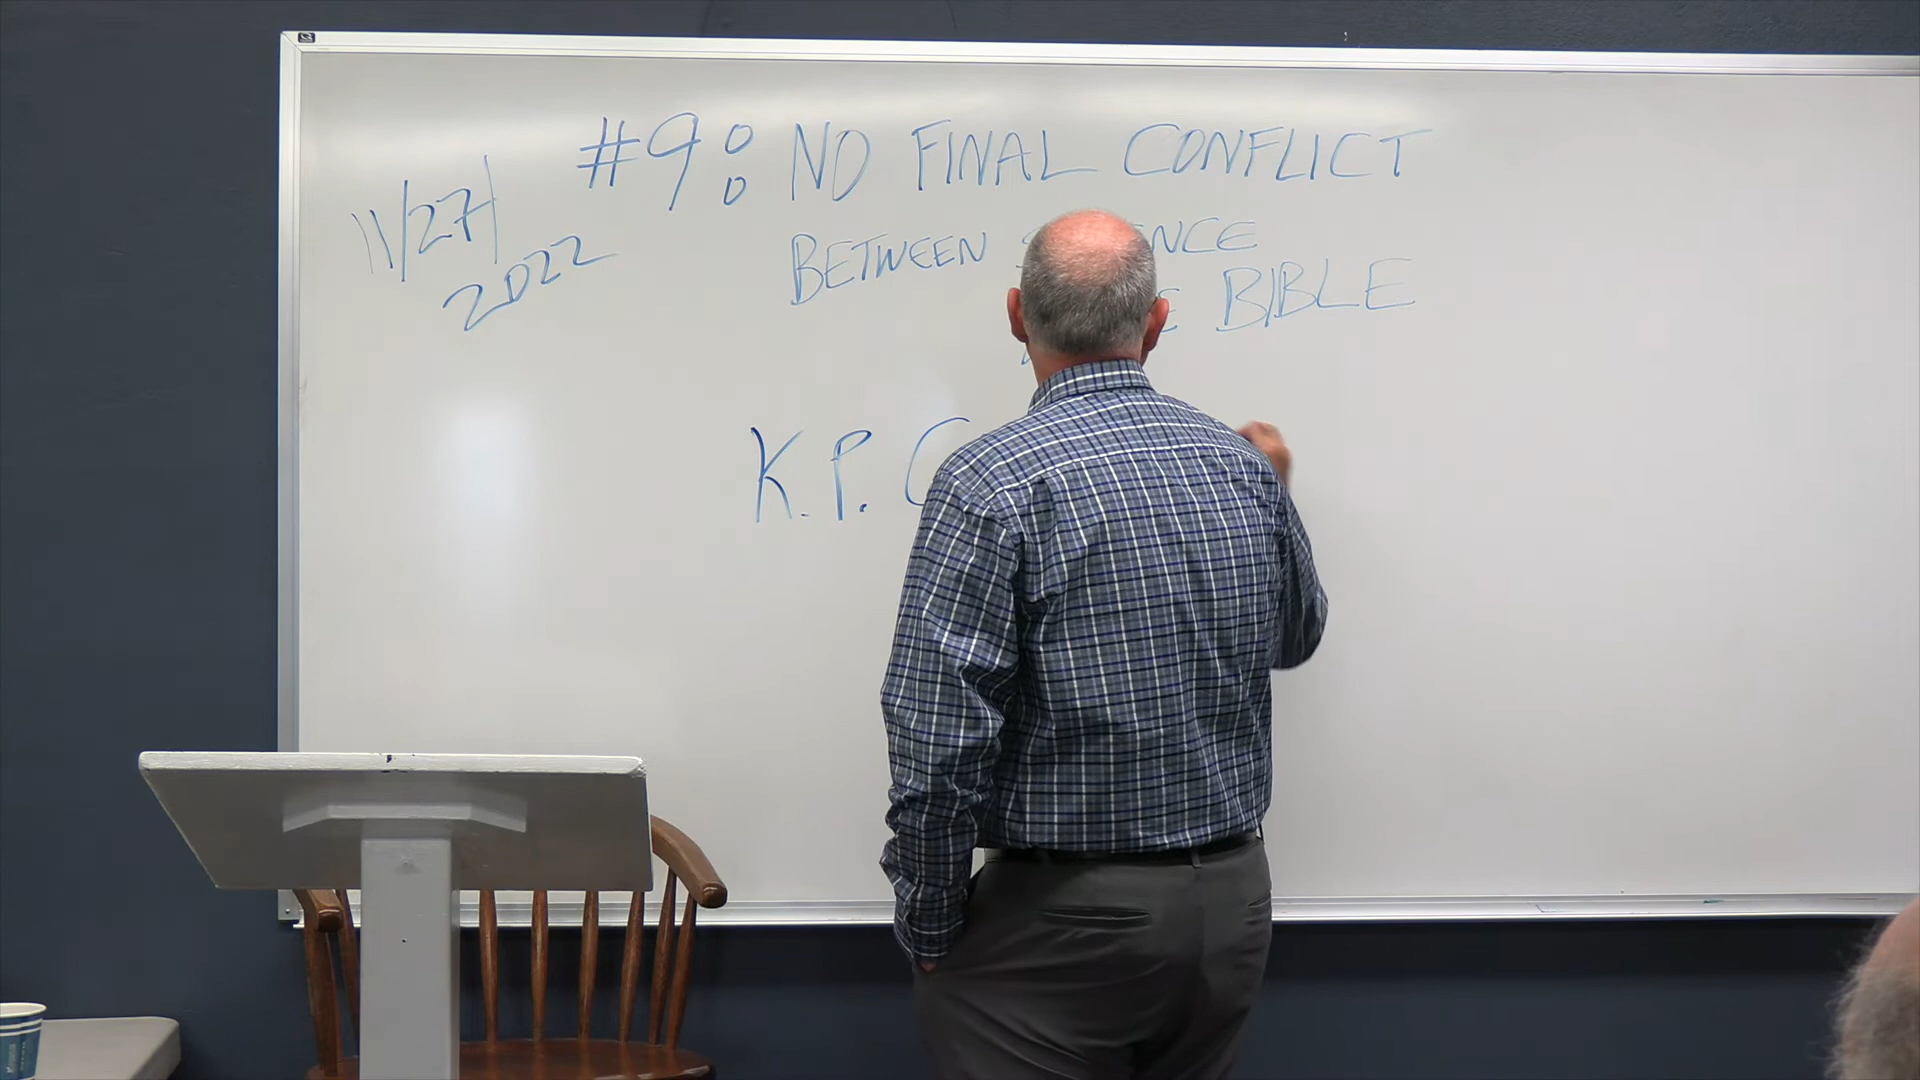 #9: NO FINAL CONFLICT
11/27/
2022
BETWEEN
BIBLE
K.P.